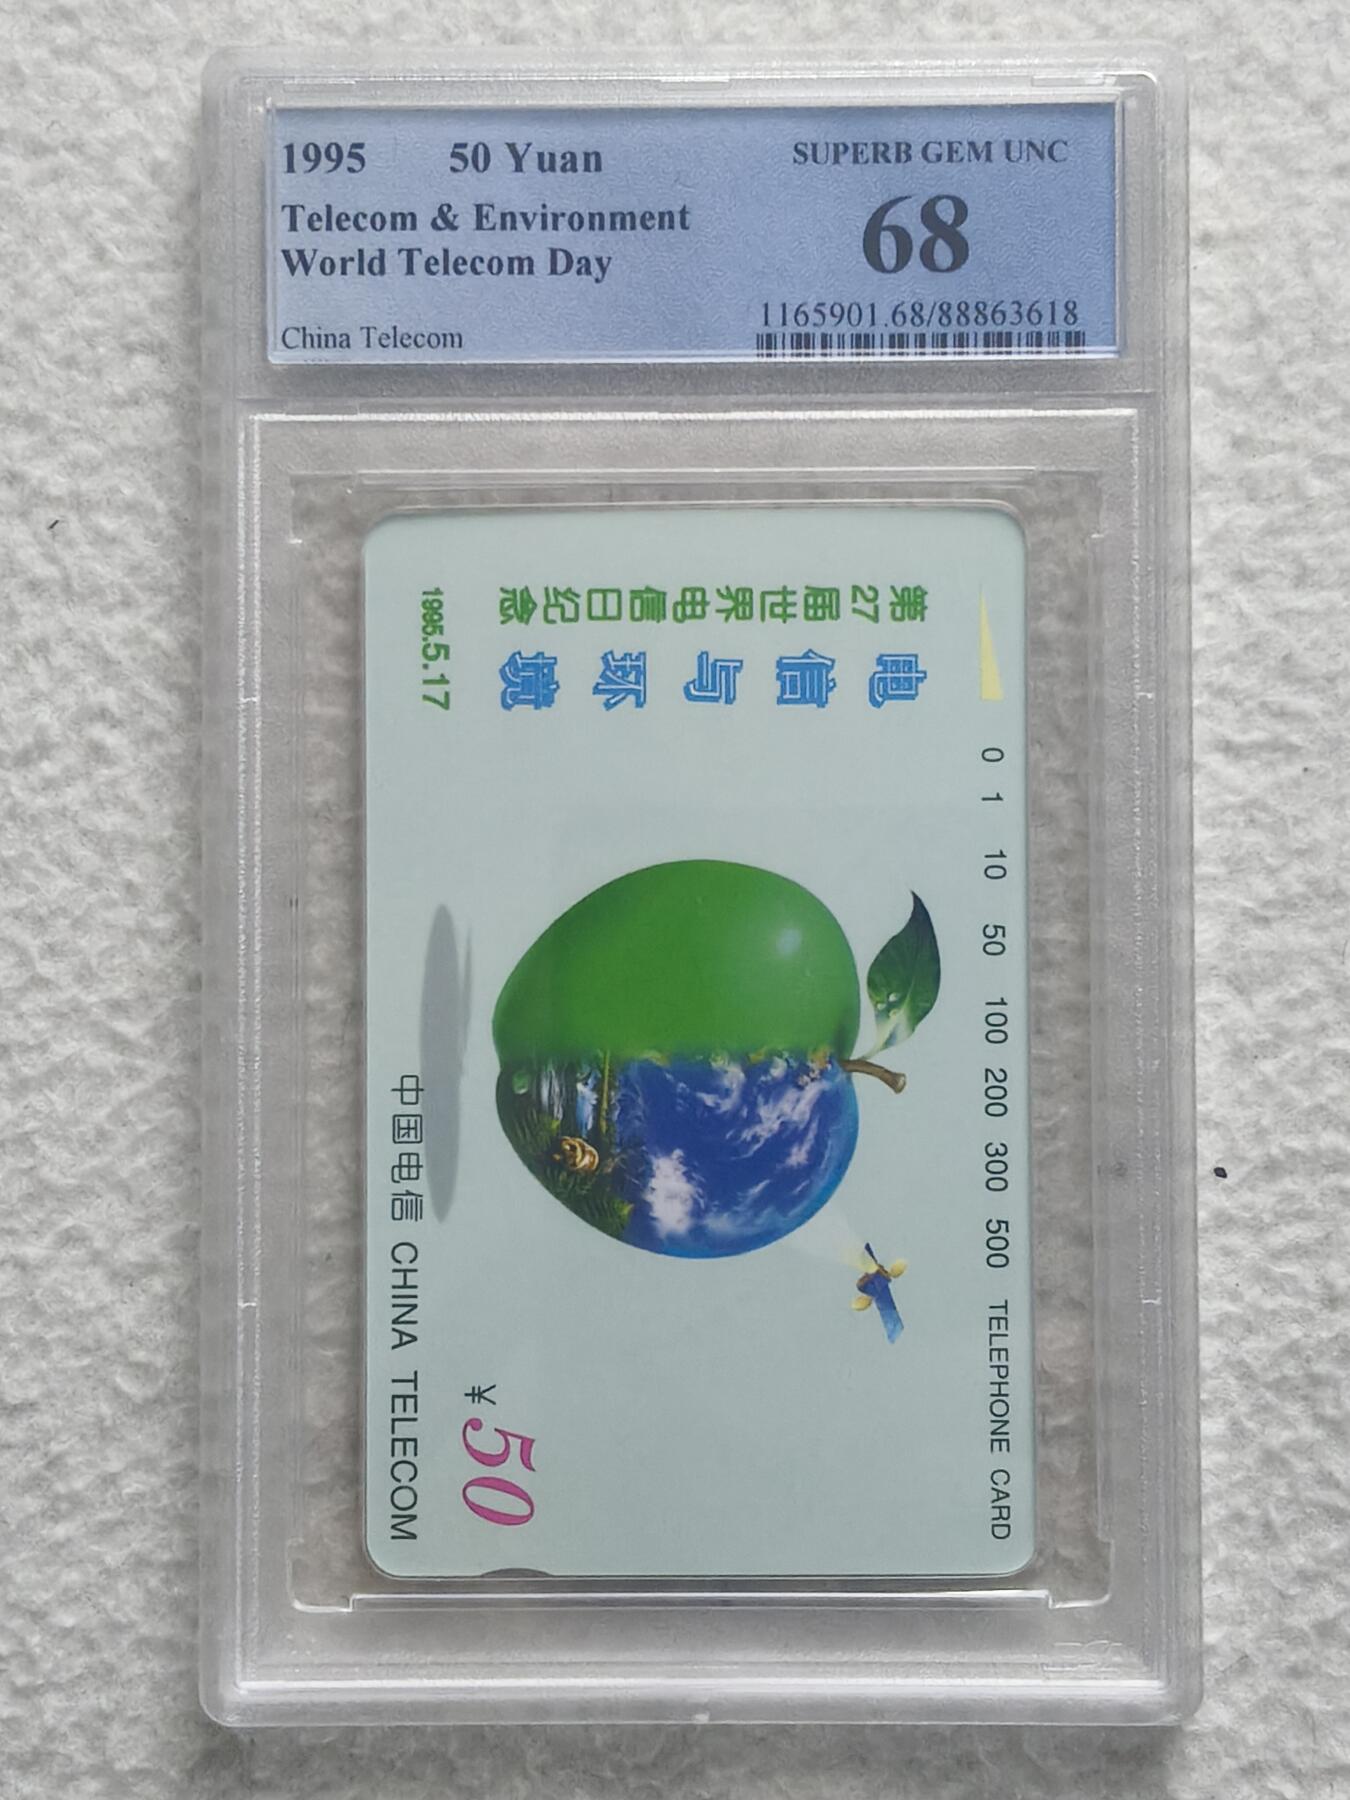 1995 50 Yuan
SUPERB GEM UNC
68
Telecom & Environment
World Telecom Day
1165901.68/88863618
China Telecom
0 1 10 50 100 200 300 500 TELEPHONE CARD
第27届世界电信日纪念
电信与环境
1995.5.17
¥50
中国电信 CHINA TELECOM